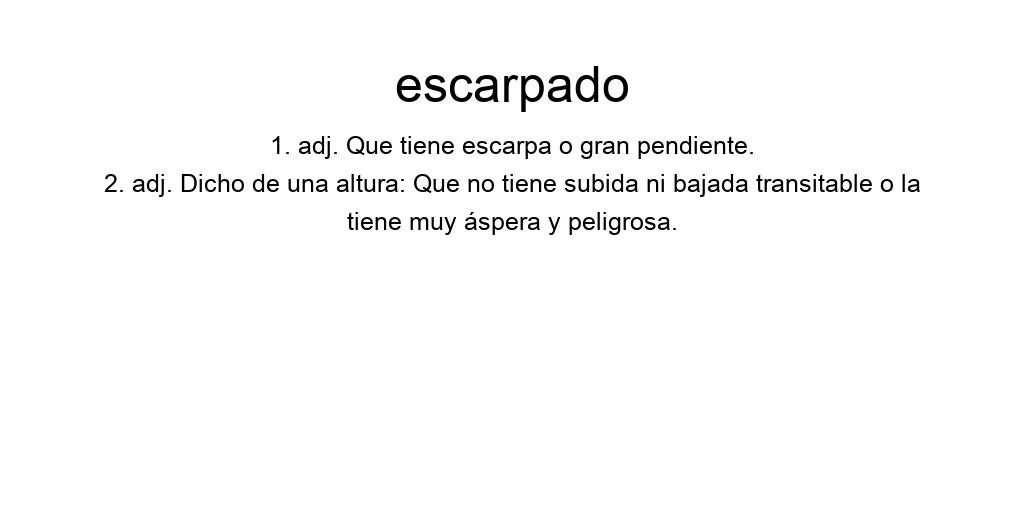 escarpado
1. adj. Que tiene escarpa o gran pendiente.
2. adj. Dicho de una altura: Que no tiene subida ni bajada transitable o la
tiene muy áspera y peligrosa.